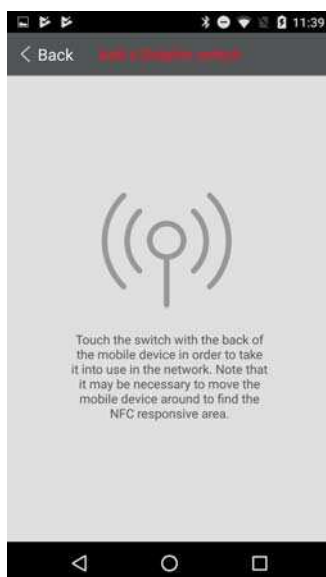 11:39
Back
Touch the switch with the back of
the mobile device in order to take
it into use in the network. Note that
it may be necessary to move the
mobile device around to find the
NFC responsive area.